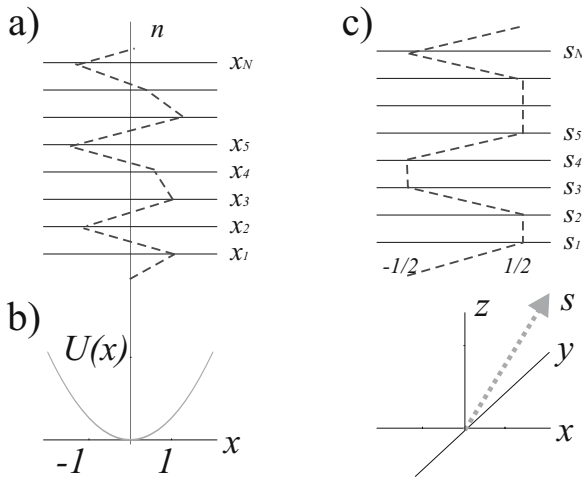 a)
n
x_N
x_5
x_4
x_3
x_2
x_1
b)
U(x)
x
-1
1
c)
s_N
s_5
s_4
s_3
s_2
s_1
-1/2
1/2
z
s
y
x